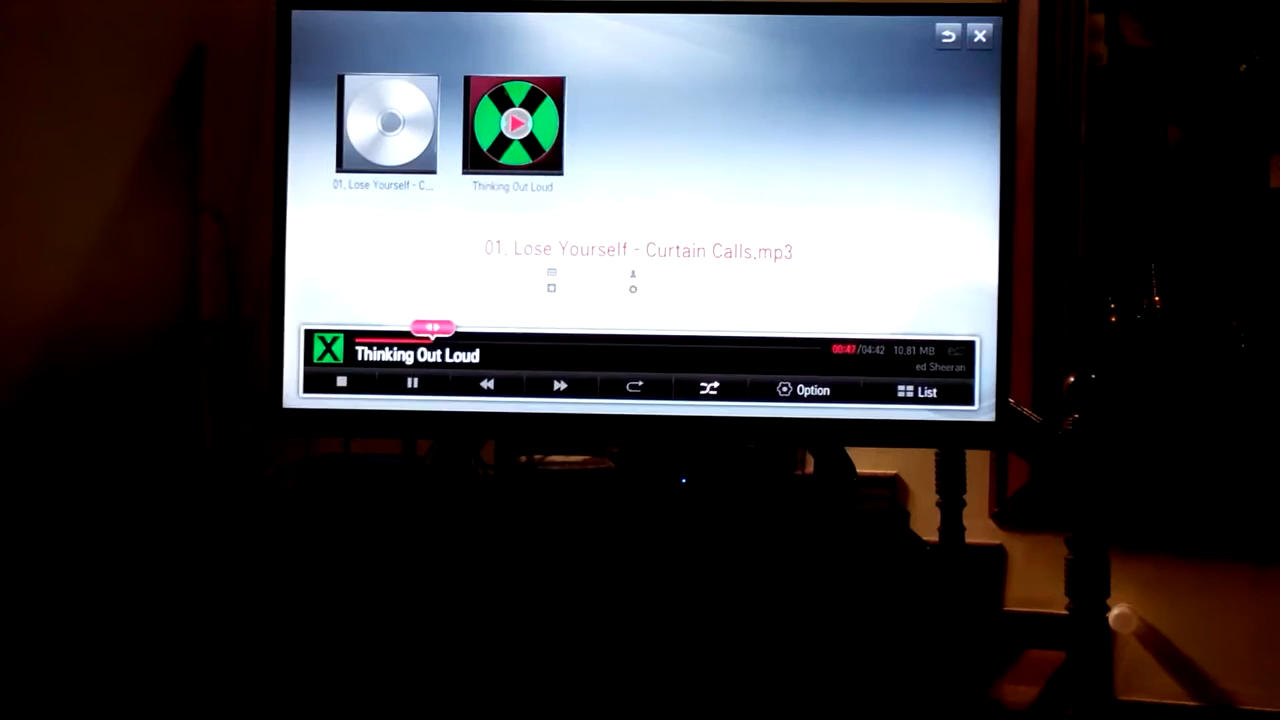 01. Lose Yourself - C...
Thinking Out Loud
01. Lose Yourself - Curtain Calls.mp3
X
Thinking Out Loud
00:47/04:42 10.81 MB
ed Sheeran
Option
List